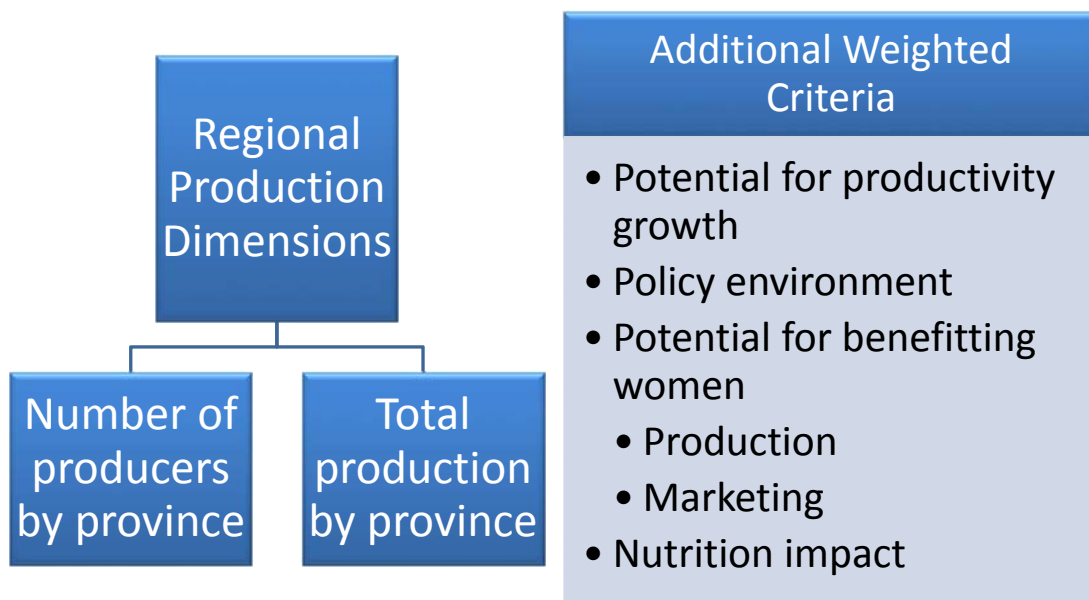 Regional
Production
Dimensions
Number of
producers
by province
Total
production
by province
Additional Weighted
Criteria
• Potential for productivity
growth
• Policy environment
• Potential for benefitting
women
• Production
• Marketing
• Nutrition impact